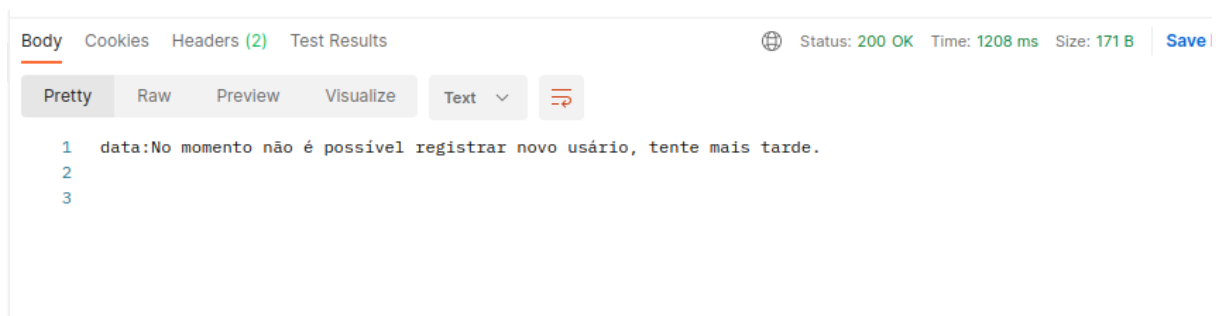 Body Cookies Headers (2) Test Results Status: 200 OK Time: 1208 ms Size: 171 B Save
Pretty Raw Preview Visualize Text
1 data:No momento não é possível registrar novo usário, tente mais tarde.
2
3